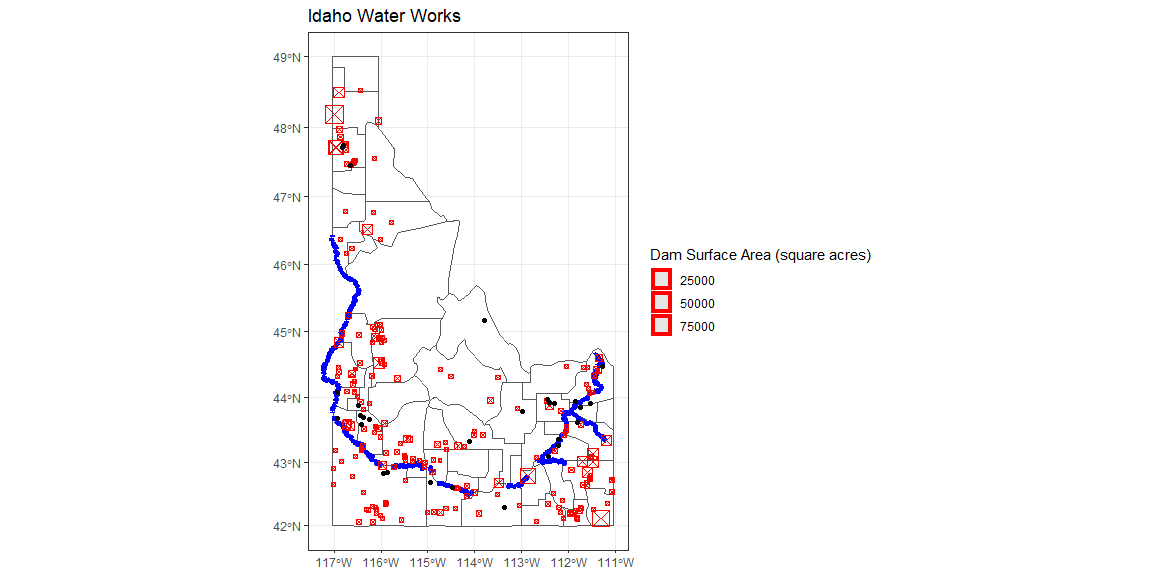 Idaho Water Works
49°N
48°N
47°N
46°N
45°N
44°N
43°N
42°N
117°W 116°W 115°W 114°W 113°W 112°W 111°W
Dam Surface Area (square acres)
25000
50000
75000